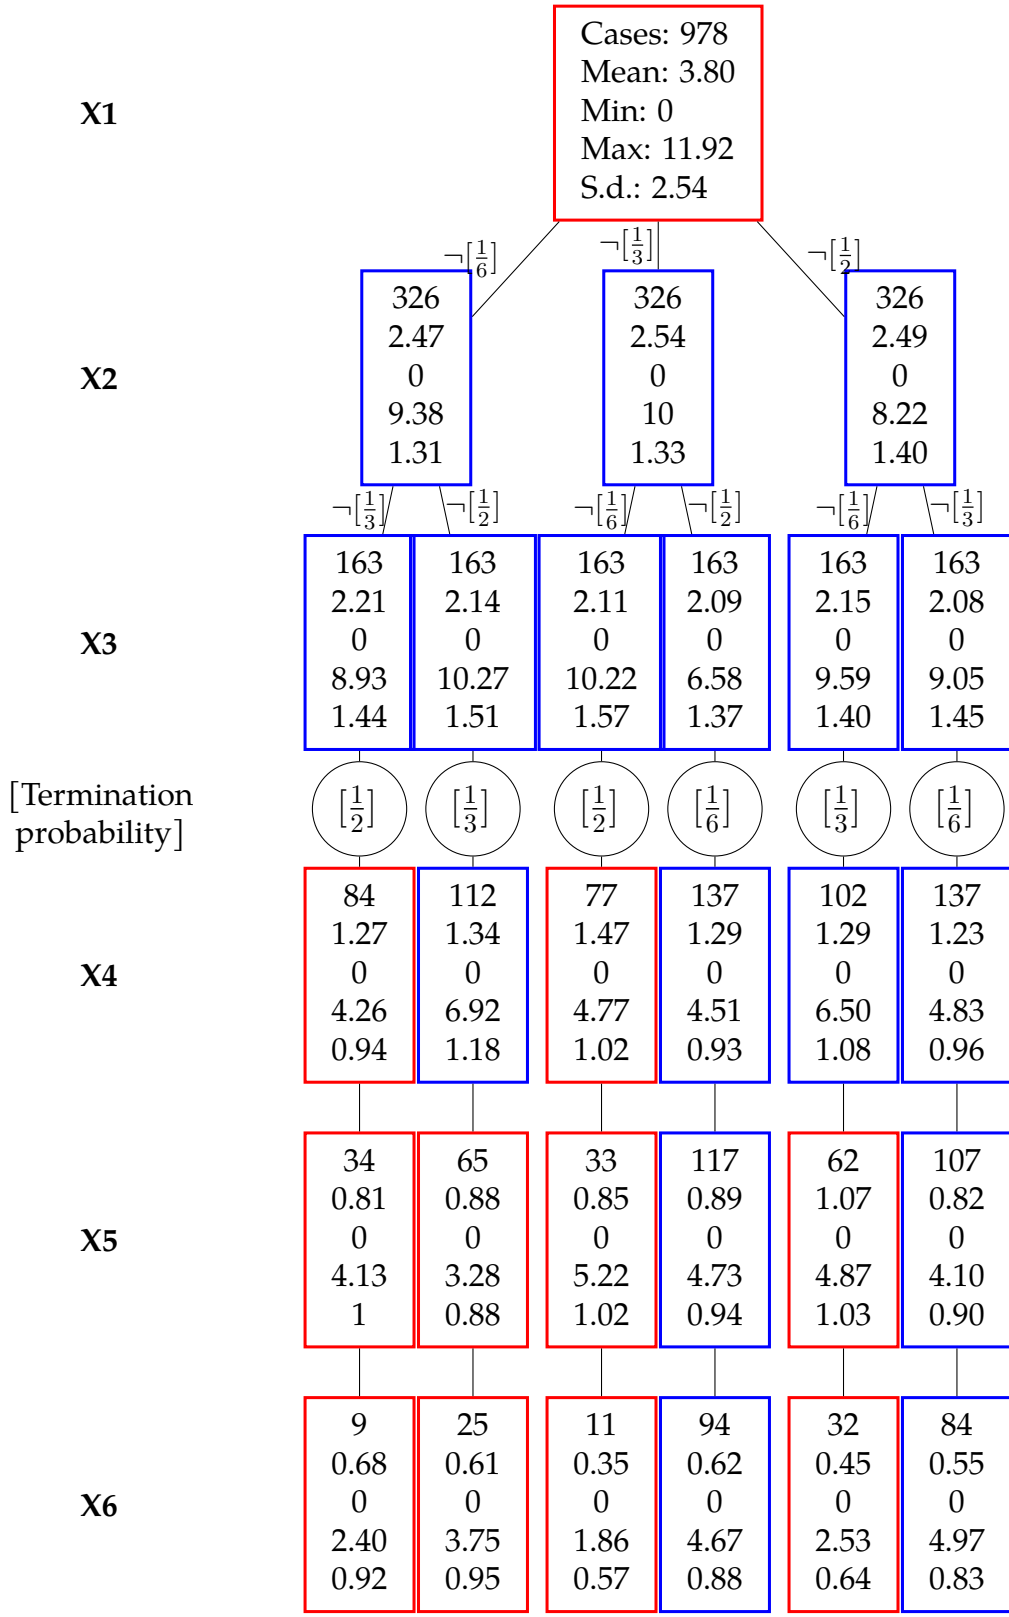 Cases: 978
Mean: 3.80
X1
Min: 0
Max: 11.92
S.d.: 2.54
¬[1/6] ¬[1/3] ¬[1/2]
326 326 326
2.47 2.54 2.49
X2 0 0 0
9.38 10 8.22
1.31 1.33 1.40
¬[1/3] ¬[1/2] ¬[1/6] ¬[1/2] ¬[1/6] ¬[1/3]
163 163 163 163 163 163
2.21 2.14 2.11 2.09 2.15 2.08
X3 0 0 0 0 0 0
8.93 10.27 10.22 6.58 9.59 9.05
1.44 1.51 1.57 1.37 1.40 1.45
[Termination
probability]
[1/2] [1/3] [1/2] [1/6] [1/3] [1/6]
84 112 77 137 102 137
1.27 1.34 1.47 1.29 1.29 1.23
X4 0 0 0 0 0 0
4.26 6.92 4.77 4.51 6.50 4.83
0.94 1.18 1.02 0.93 1.08 0.96
34 65 33 117 62 107
0.81 0.88 0.85 0.89 1.07 0.82
X5 0 0 0 0 0 0
4.13 3.28 5.22 4.73 4.87 4.10
1 0.88 1.02 0.94 1.03 0.90
9 25 11 94 32 84
0.68 0.61 0.35 0.62 0.45 0.55
X6 0 0 0 0 0 0
2.40 3.75 1.86 4.67 2.53 4.97
0.92 0.95 0.57 0.88 0.64 0.83